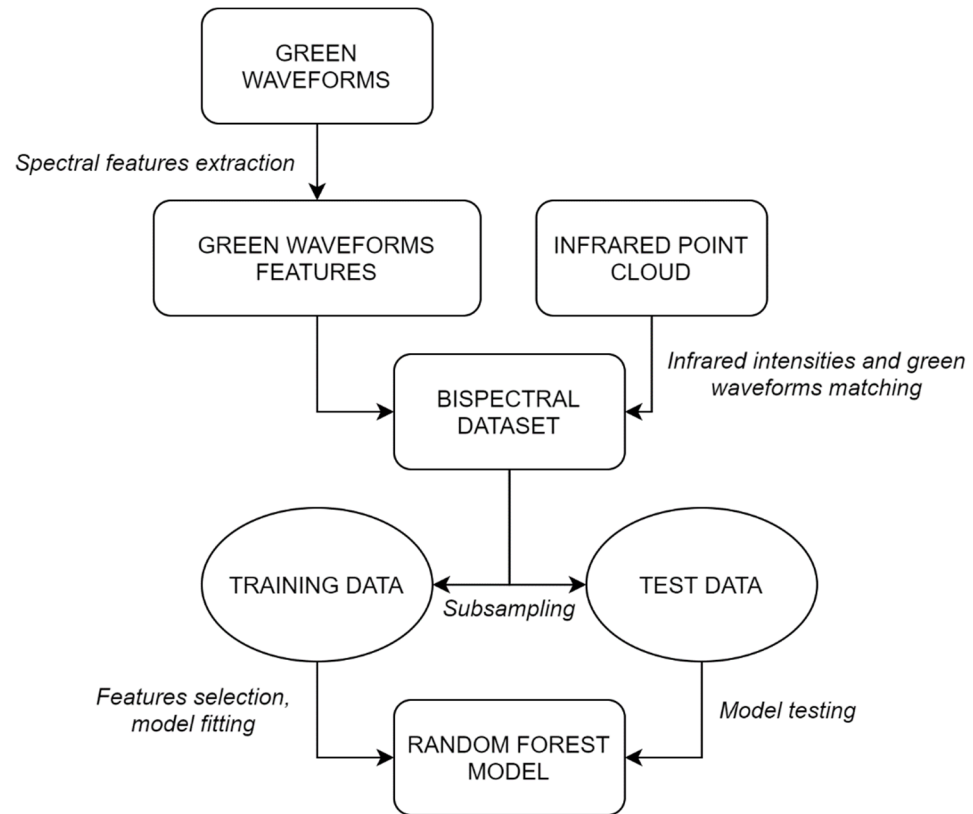 GREEN
WAVEFORMS
Spectral features extraction
GREEN WAVEFORMS
FEATURES
INFRARED POINT
CLOUD
Infrared intensities and green
waveforms matching
BISPECTRAL
DATASET
TRAINING DATA
Subsampling
TEST DATA
Features selection,
model fitting
Model testing
RANDOM FOREST
MODEL